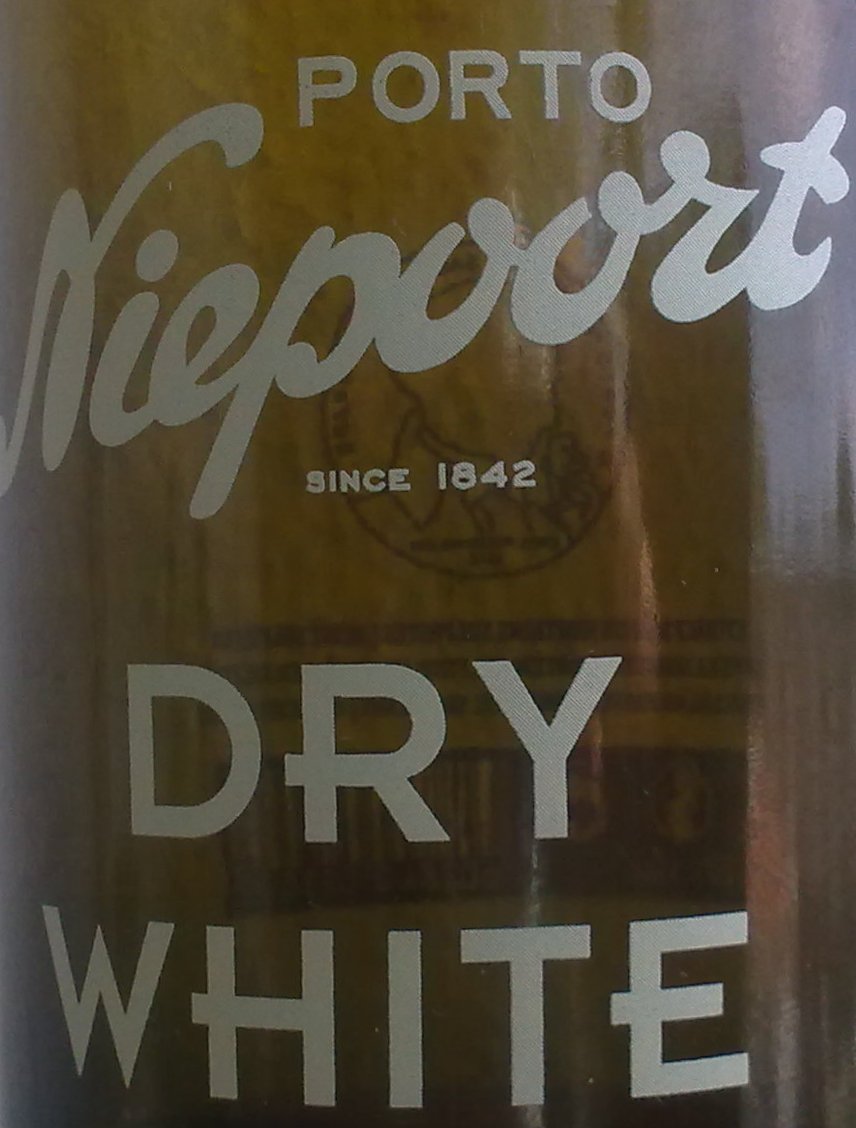 PORTO
Niepoort
SINCE 1842
DRY
WHITE